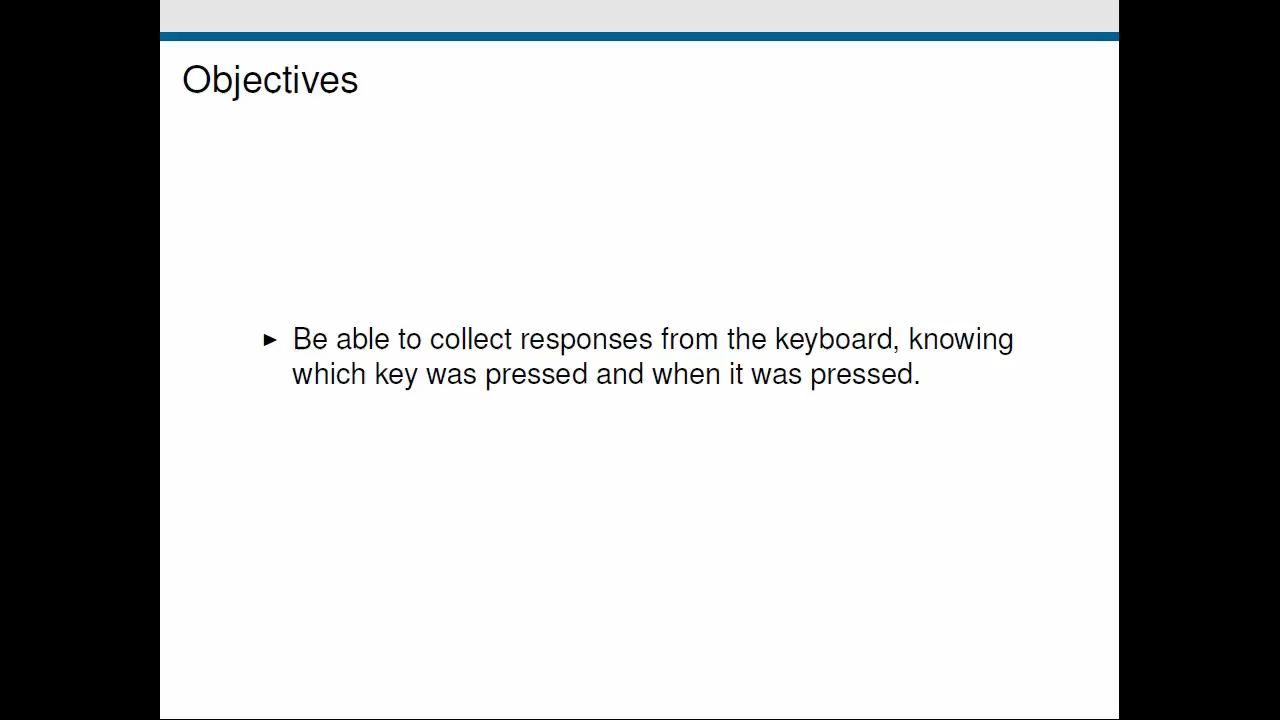 Objectives
► Be able to collect responses from the keyboard, knowing
which key was pressed and when it was pressed.